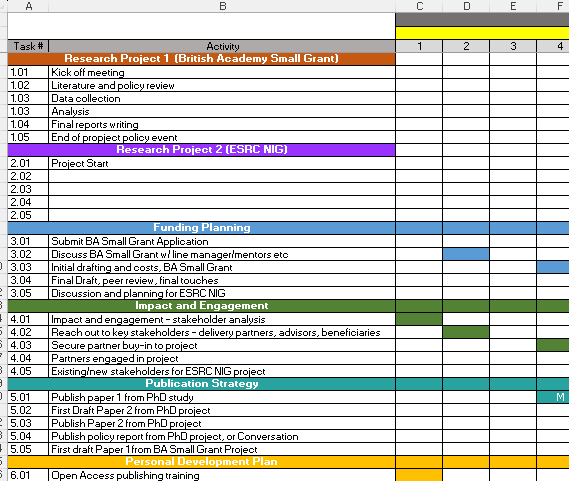 A B C D E F
Task # Activity 1 2 3 4
Research Project 1 (British Academy Small Grant)
1.01 Kick off meeting
1.02 Literature and policy review
1.03 Data collection
1.03 Analysis
1.04 Final reports writing
1.05 End of propject policy event
Research Project 2 (ESRC NIG)
2.01 Project Start
2.02
2.03
2.04
2.05
Funding Planning
3.01 Submit BA Small Grant Application
3.02 Discuss BA Small Grant w/ line manager/mentors etc
3.03 Initial drafting and costs, BA Small Grant
3.04 Final Draft, peer review, final touches
3.05 Discussion and planning for ESRC NIG
Impact and Engagement
4.01 Impact and engagement - stakeholder analysis
4.02 Reach out to key stakeholders - delivery partners, advisors, beneficiaries
4.03 Secure partner buy-in to project
4.04 Partners engaged in project
4.05 Existing/new stakeholders for ESRC NIG project
Publication Strategy
5.01 Publish paper 1 from PhD study M
5.02 First Draft Paper 2 from PhD project
5.03 Publish Paper 2 from PhD project
5.04 Publish policy report from PhD project, or Conversation
5.05 First draft Paper 1 from BA Small Grant Project
Personal Development Plan
6.01 Open Access publishing training